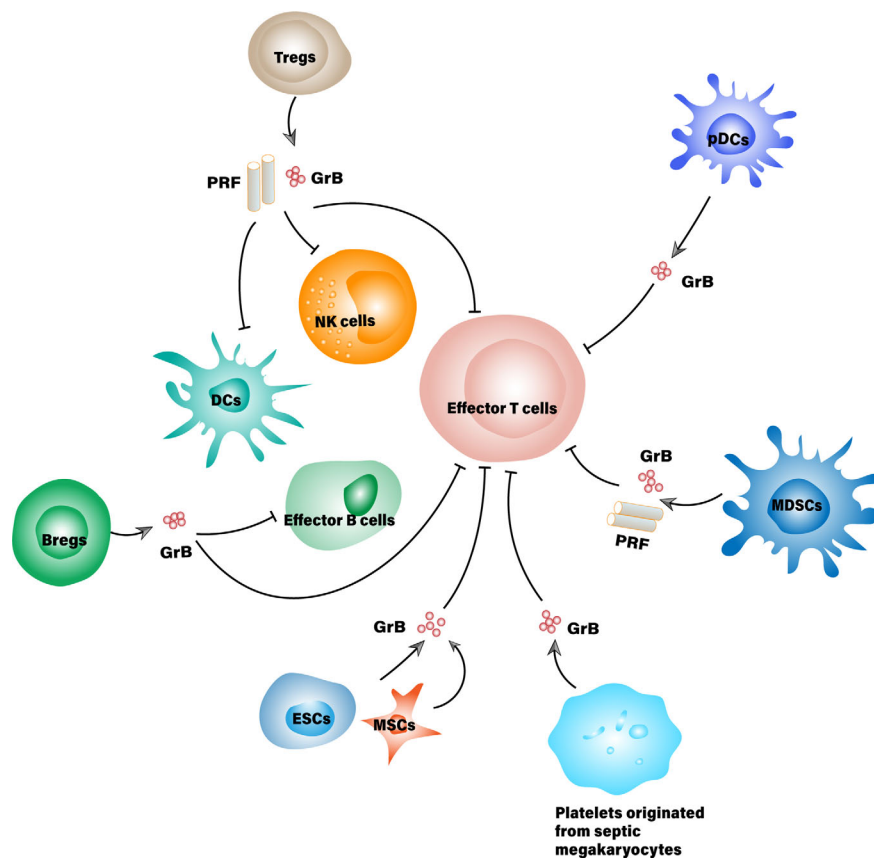 Tregs
pDCs
PRF
GrB
GrB
NK cells
DCs
Effector T cells
GrB
MDSCs
PRF
Effector B cells
Bregs
GrB
GrB
GrB
ESCs
MSCs
Platelets originated
from septic
megakaryocytes